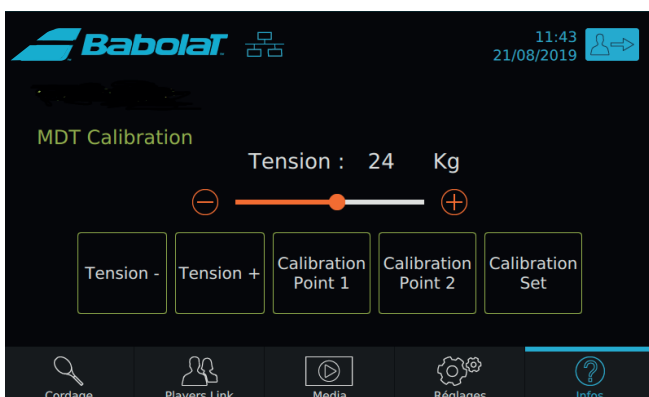 BabolaT
11:43
21/08/2019
MDT Calibration
Tension : 24 Kg
Tension -
Tension +
Calibration
Point 1
Calibration
Point 2
Calibration
Set
Cordage
Players Link
Media
Réglages
Infos